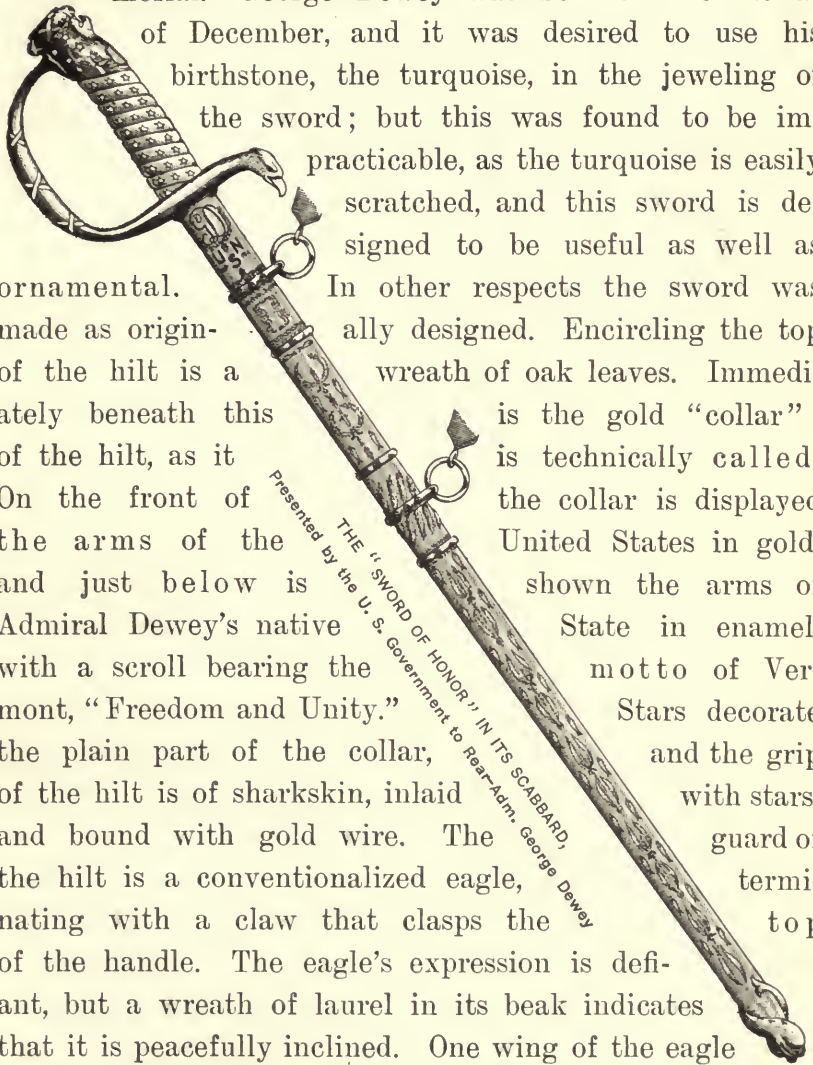 of December, and it was desired to use his
birthstone, the turquoise, in the jeweling of
the sword; but this was found to be im
practicable, as the turquoise is easily
scratched, and this sword is de
signed to be useful as well as
ornamental. In other respects the sword was
made as origin- ally designed. Encircling the top
of the hilt is a wreath of oak leaves. Immedi
ately beneath this is the gold “collar”
of the hilt, as it is technically called
On the front of the collar is displayed
the arms of the United States in gold
and just below is shown the arms of
Admiral Dewey's native State in enamel
with a scroll bearing the motto of Ver
mont, “Freedom and Unity.” Stars decorate
the plain part of the collar, and the grip
of the hilt is of sharkskin, inlaid with stars
and bound with gold wire. The guard of
the hilt is a conventionalized eagle, termi
nating with a claw that clasps the top
of the handle. The eagle's expression is defi-
ant, but a wreath of laurel in its beak indicates
that it is peacefully inclined. One wing of the eagle
THE “SWORD OF HONOR” IN ITS SCABBARD,
Presented by the U. S. Government to Rear-Adm. George Dewey